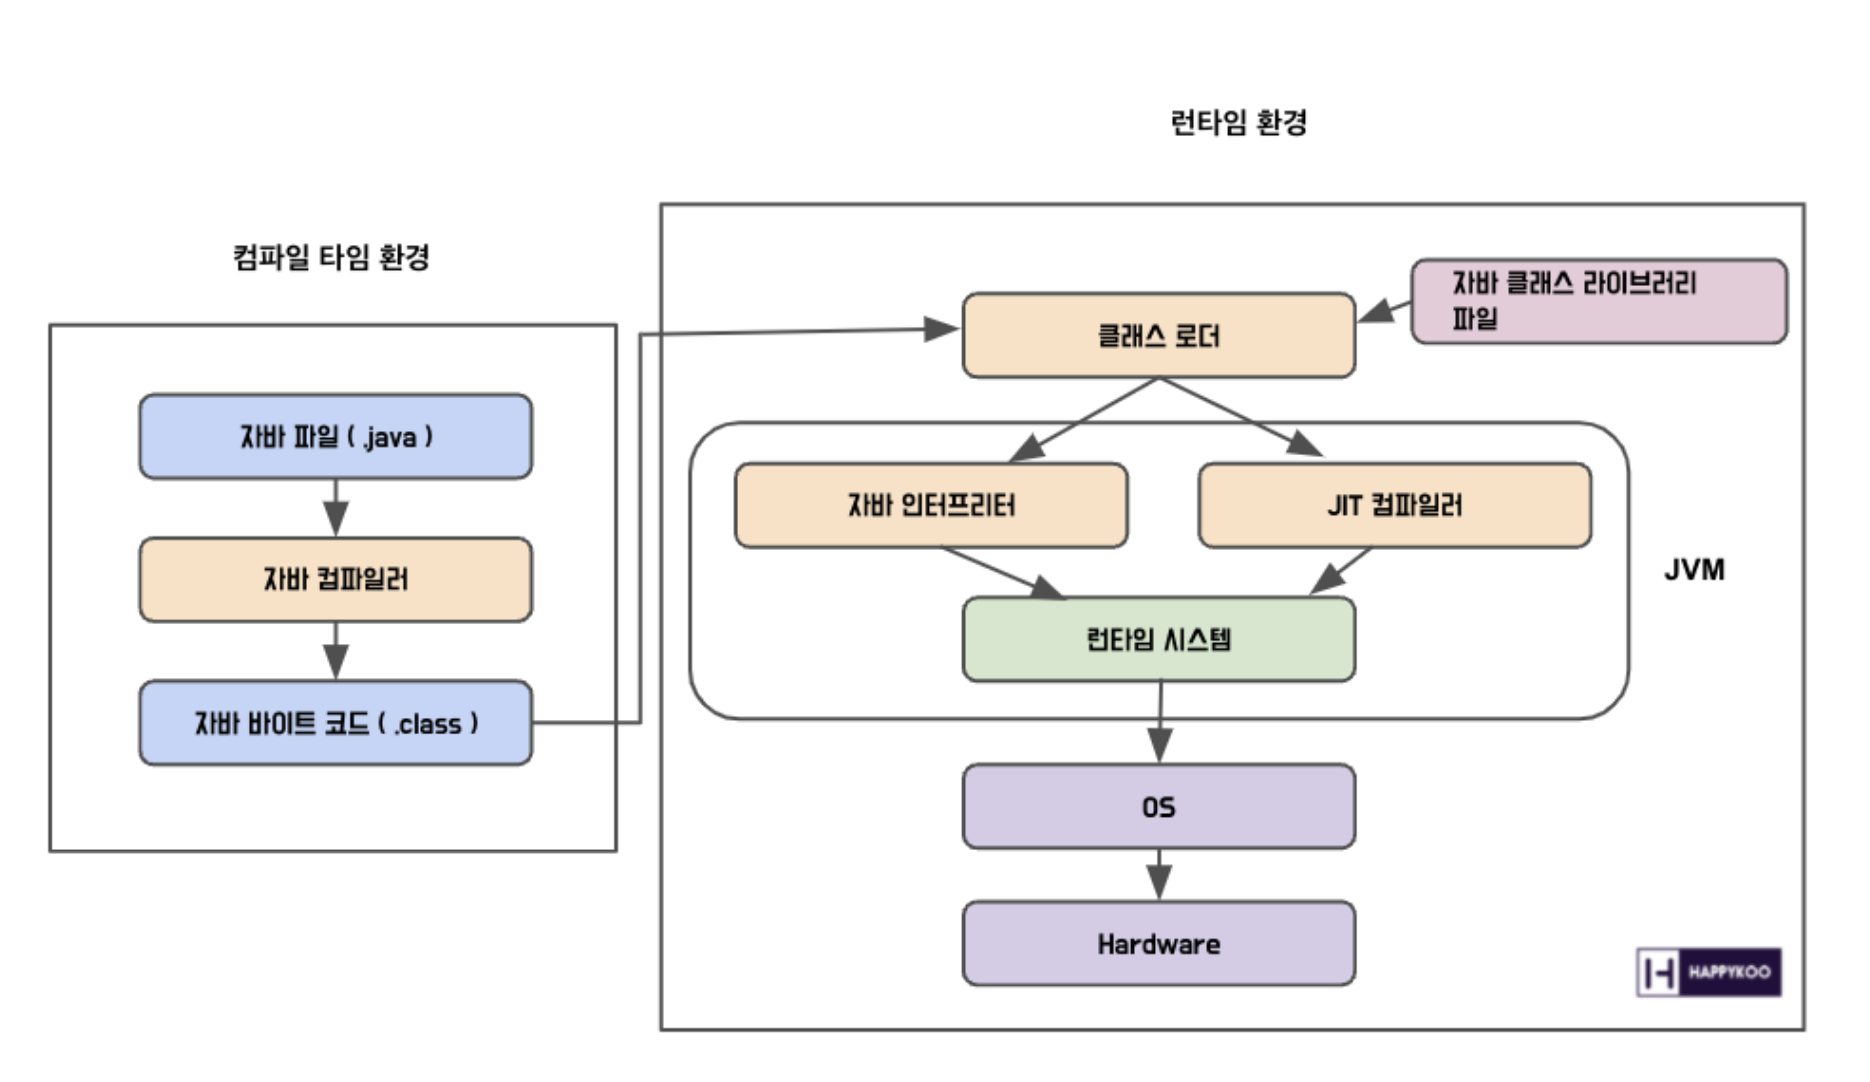 컴파일 타임 환경
자바 파일 ( .java )
자바 컴파일러
자바 바이트 코드 ( .class )
런타임 환경
자바 클래스 라이브러리
파일
클래스 로더
자바 인터프리터
JIT 컴파일러
JVM
런타임 시스템
OS
Hardware
H HAPPYKOO